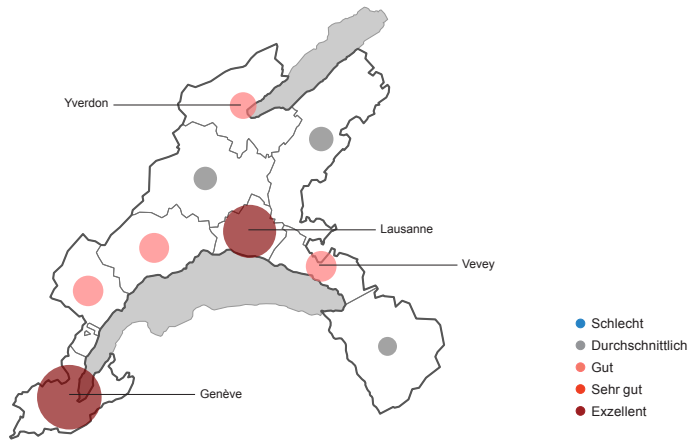 Yverdon
Lausanne
Vevey
Genève
Schlecht
Durchschnittlich
Gut
Sehr gut
Exzellent